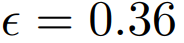 ϵ = 0.36